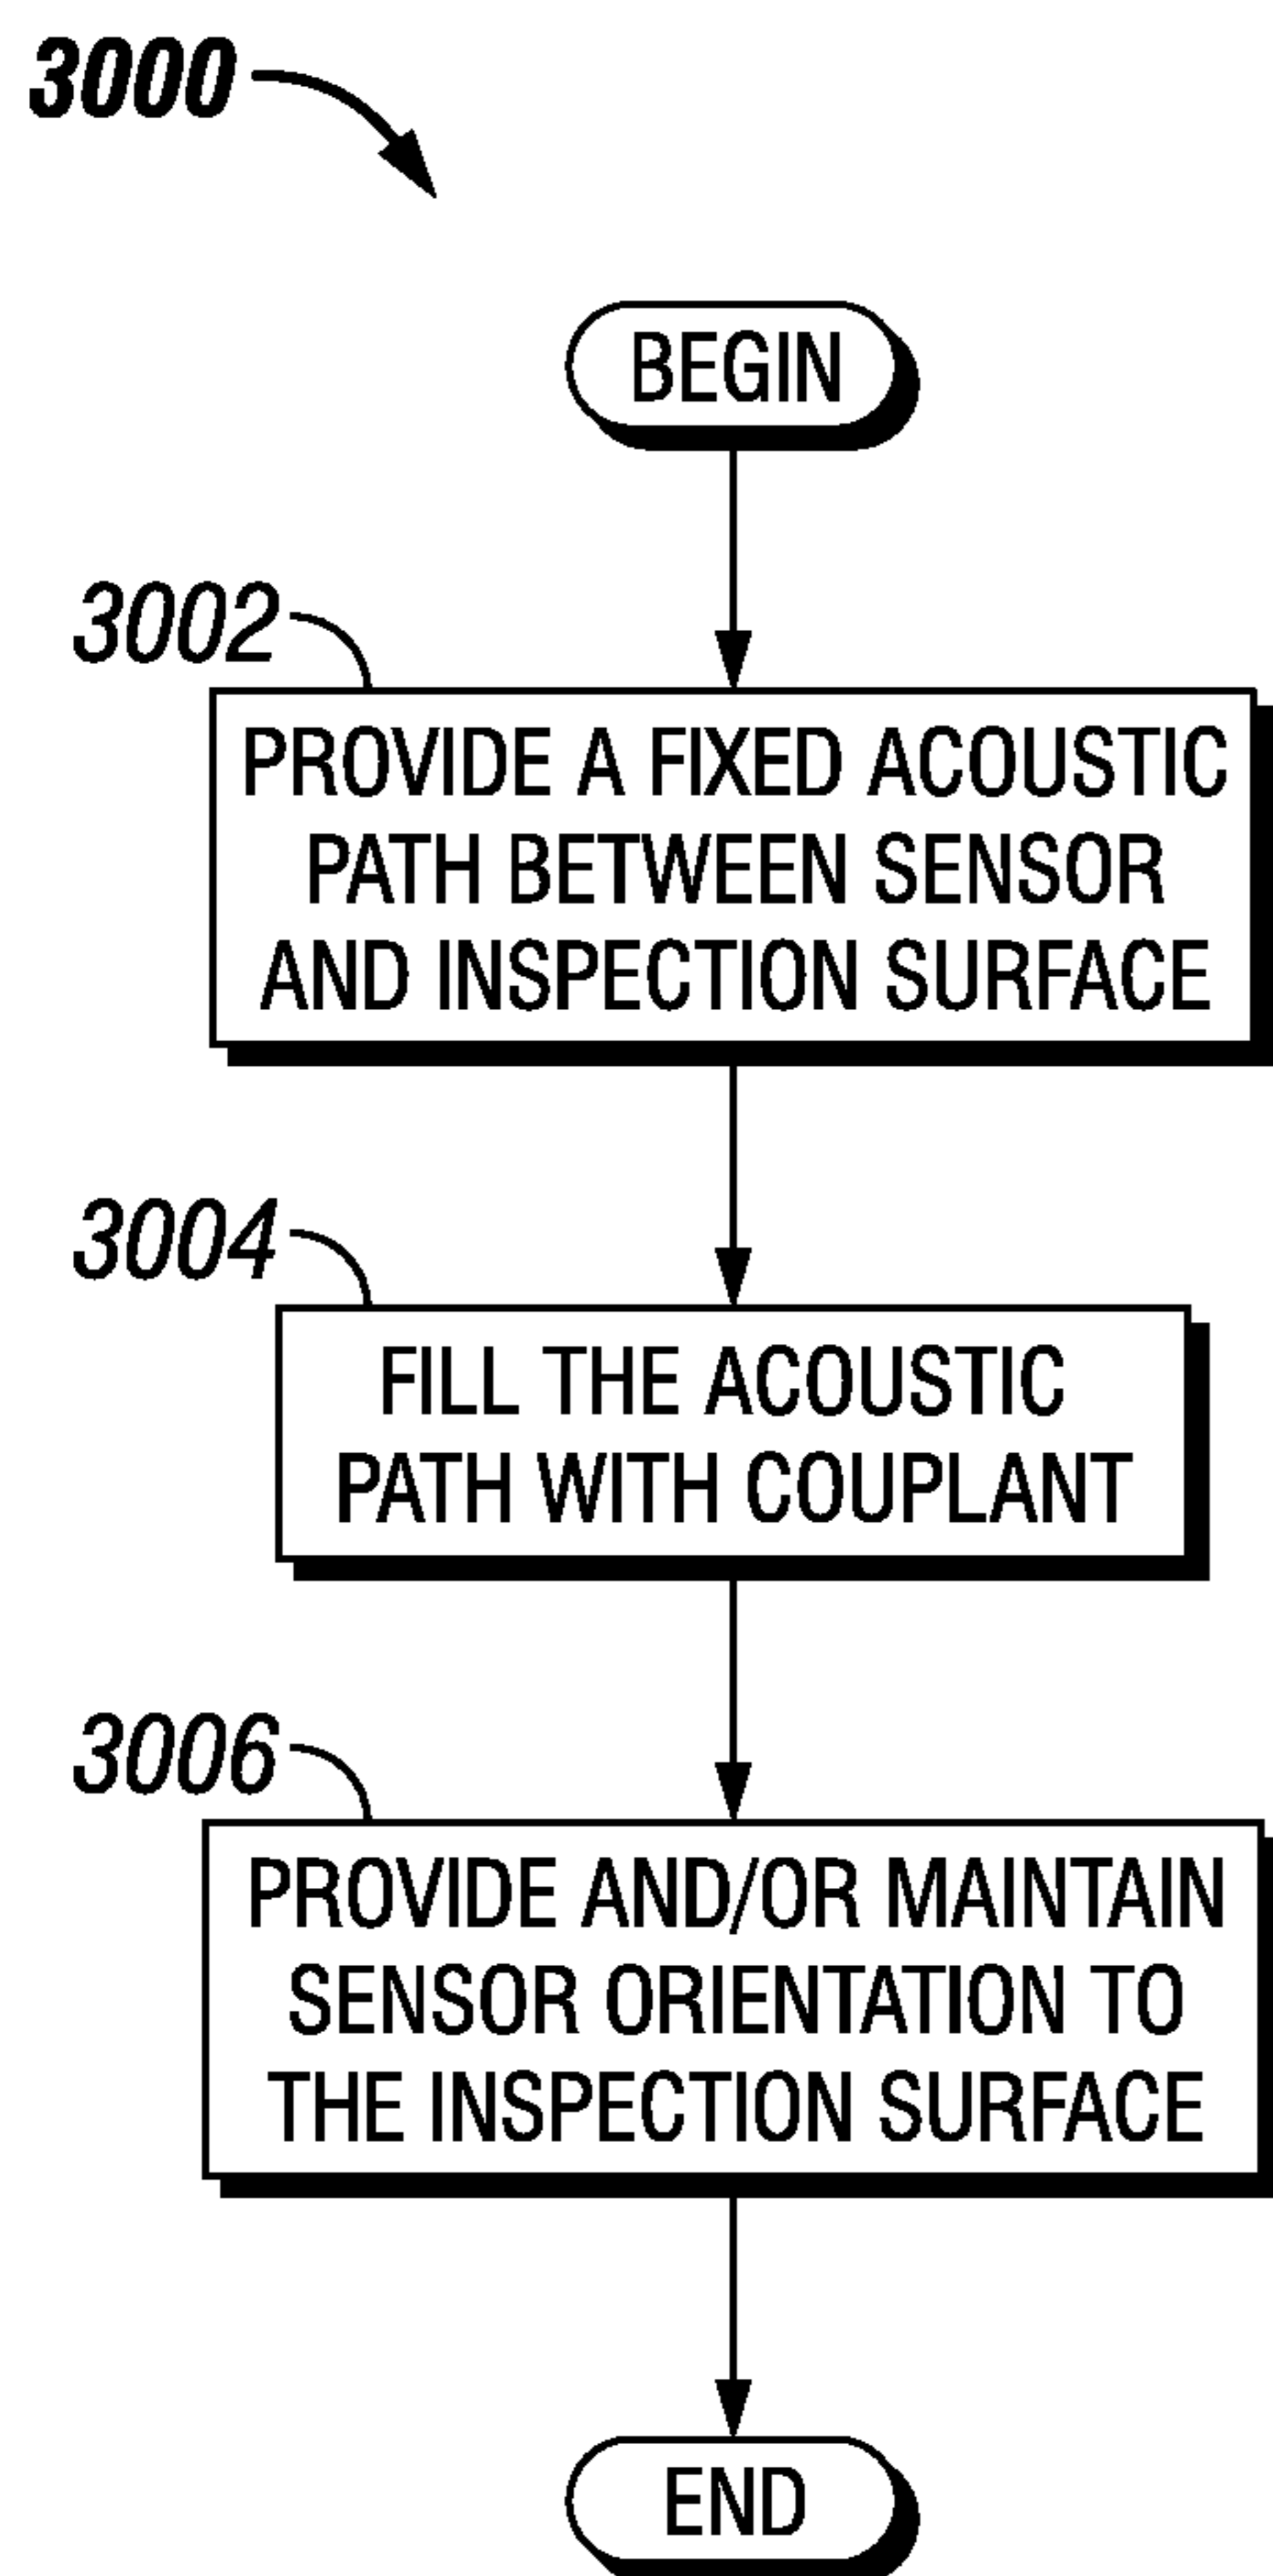 3000
BEGIN
3002
PROVIDE A FIXED ACOUSTIC
PATH BETWEEN SENSOR
AND INSPECTION SURFACE
3004
FILL THE ACOUSTIC
PATH WITH COUPLANT
3006
PROVIDE AND/OR MAINTAIN
SENSOR ORIENTATION TO
THE INSPECTION SURFACE
END